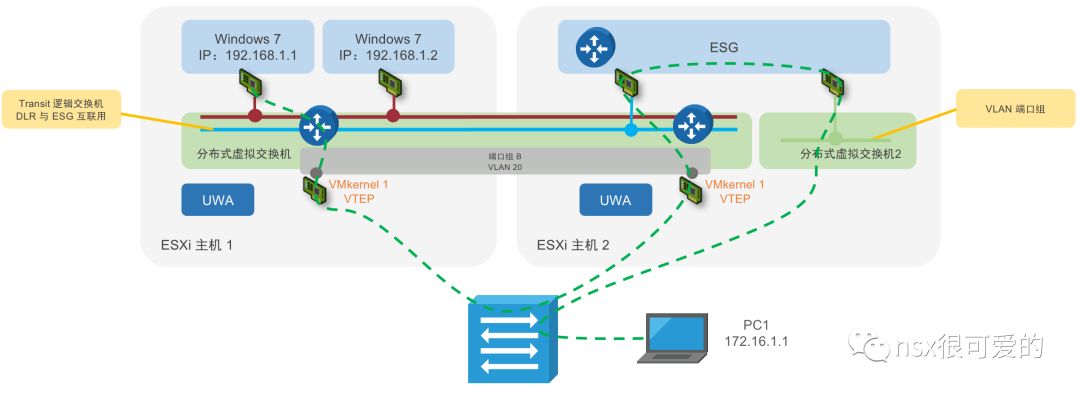 Windows 7
IP：192.168.1.1
Windows 7
IP：192.168.1.2
ESG
Transit 逻辑交换机
DLR 与 ESG 互联用
VLAN 端口组
分布式虚拟交换机
端口组 B
VLAN 20
分布式虚拟交换机2
VMkernel 1
VTEP
VMkernel 1
VTEP
UWA
UWA
ESXi 主机 1
ESXi 主机 2
PC1
172.16.1.1
nsx很可爱的